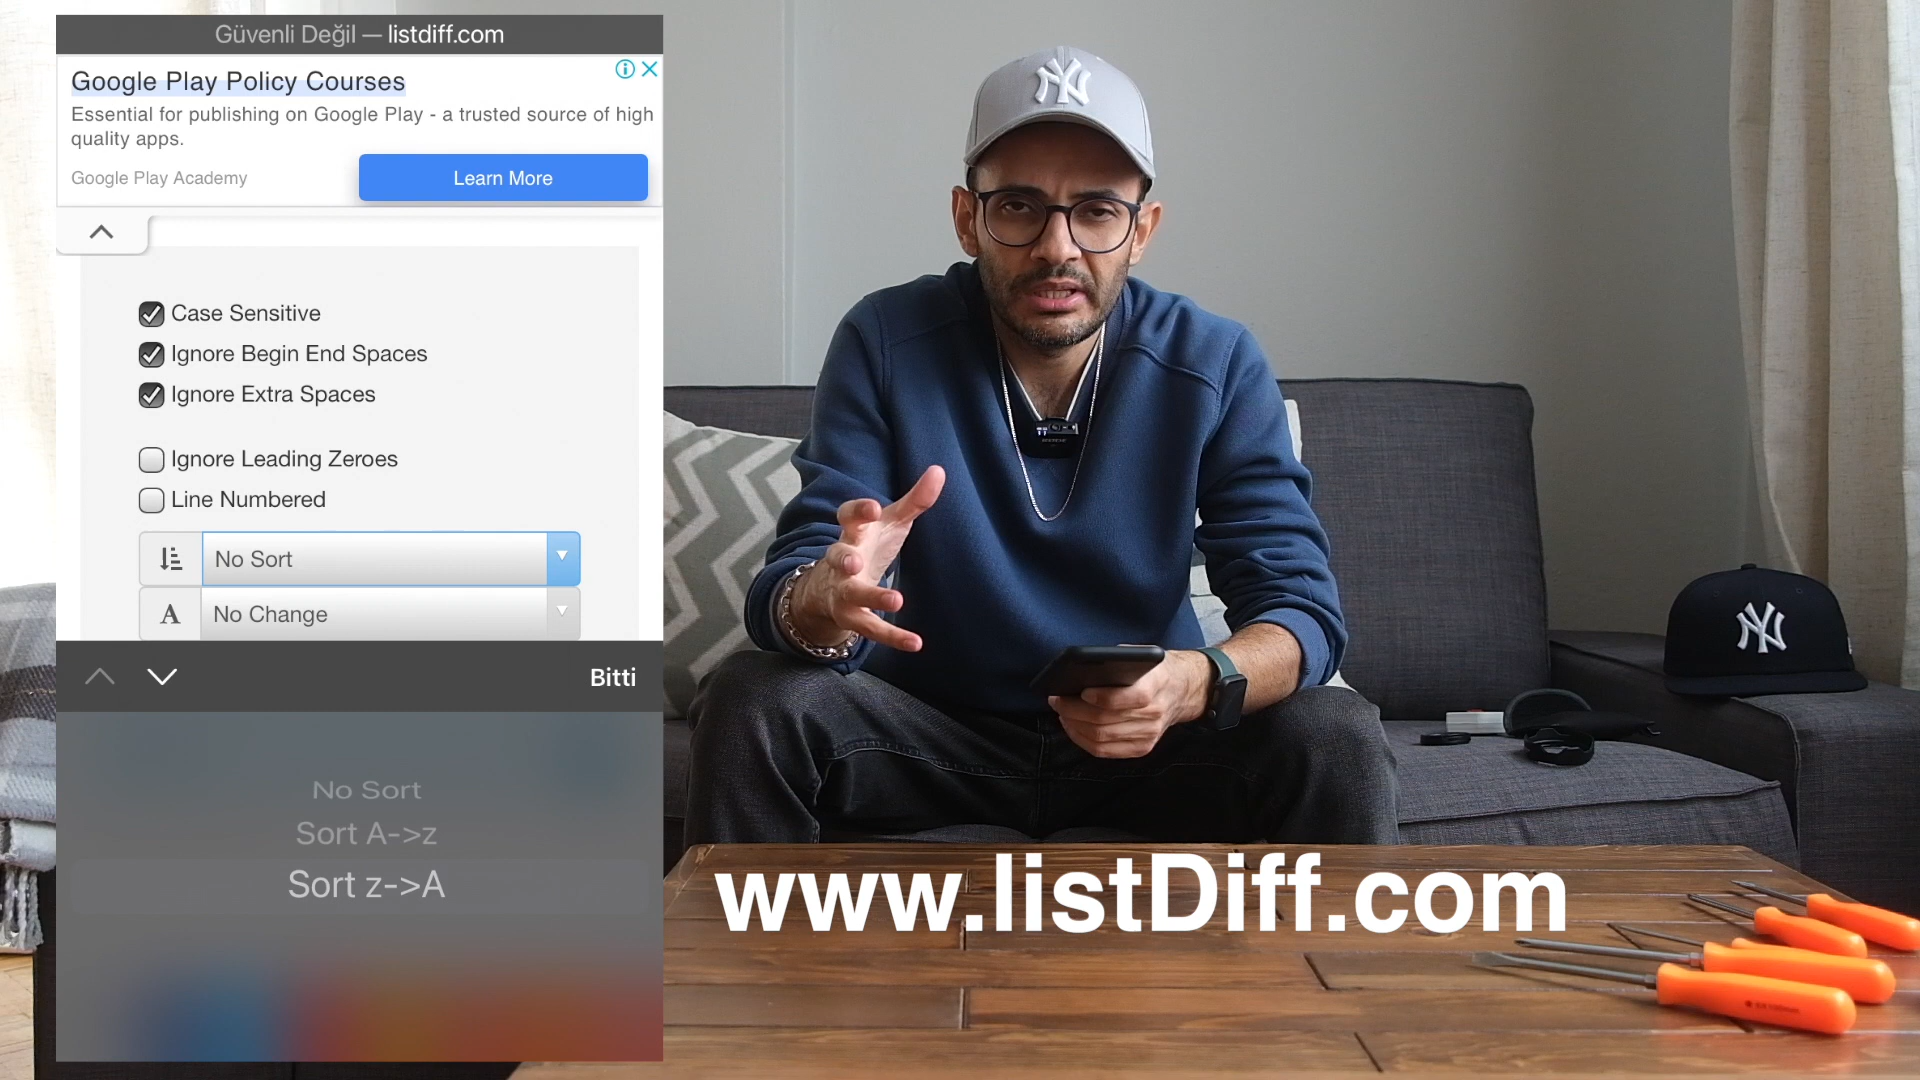 Güvenli Değil — listdiff.com
Google Play Policy Courses
Essential for publishing on Google Play - a trusted source of high
quality apps.
Google Play Academy
Learn More
Case Sensitive
Ignore Begin End Spaces
Ignore Extra Spaces
Ignore Leading Zeroes
Line Numbered
No Sort
A No Change
Bitti
No Sort
Sort A->z
Sort z->A
NY
NY
www.listDiff.com